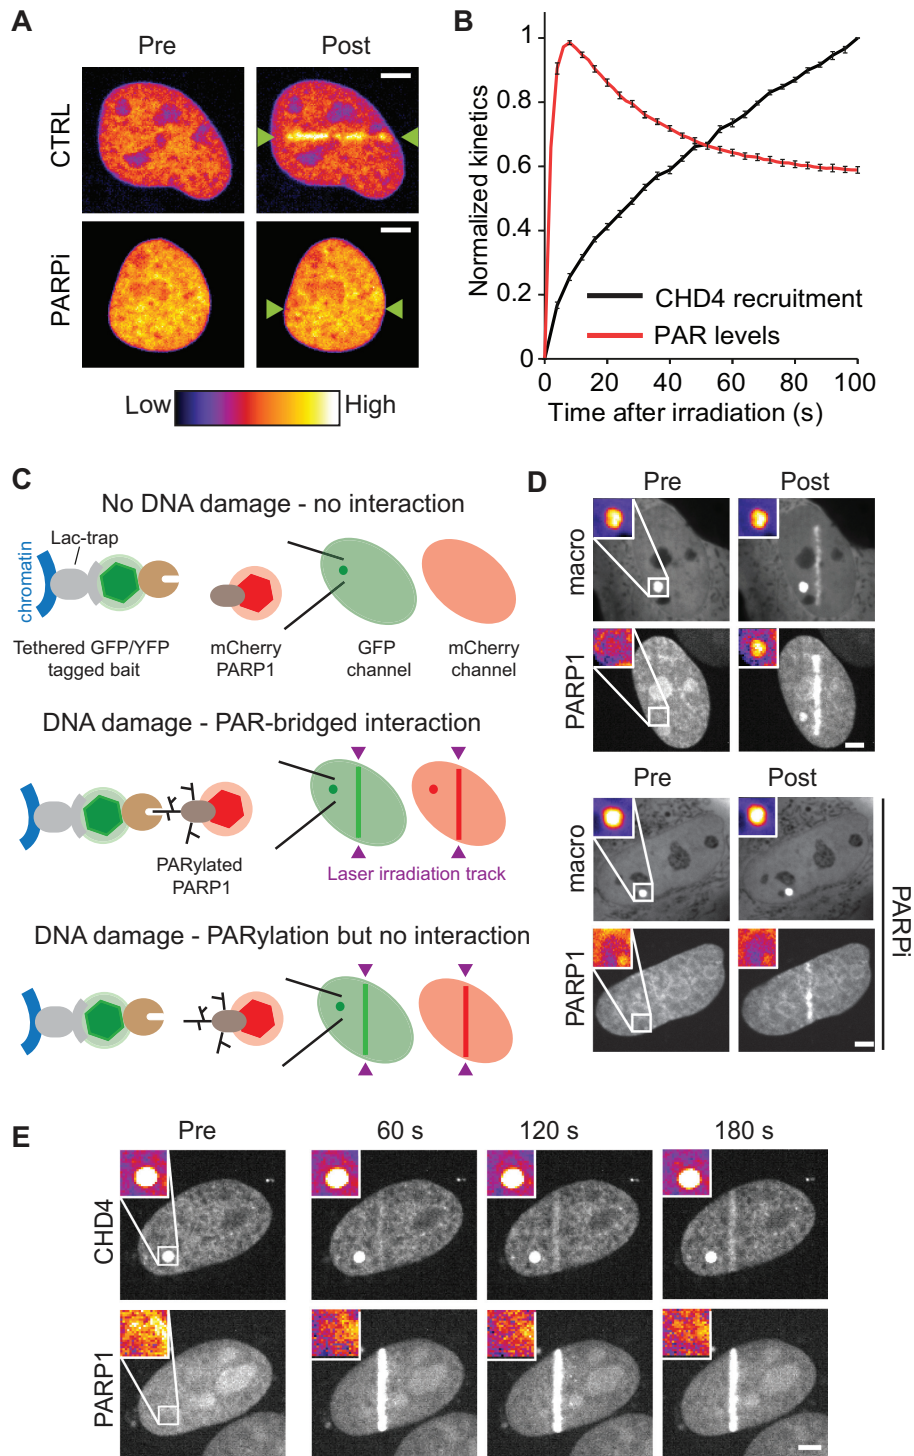 A
Pre
Post
CTRL
PARPi
Low
High
B
Normalized kinetics
1
0.8
0.6
0.4
0.2
0
CHD4 recruitment
PAR levels
0 20 40 60 80 100
Time after irradiation (s)
C
No DNA damage - no interaction
Lac-trap
chromatin
Tethered GFP/YFP
tagged bait
mCherry
PARP1
GFP
channel
mCherry
channel
DNA damage - PAR-bridged interaction
PARylated
PARP1
Laser irradiation track
DNA damage - PARylation but no interaction
D
Pre
Post
macro
PARP1
Pre
Post
macro
PARP1
PARPi
E
Pre
60 s
120 s
180 s
CHD4
PARP1